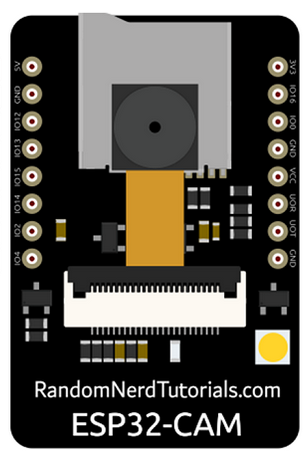 5V
GND
IO12
IO13
IO15
IO14
IO2
IO4
3V3
IO16
IO0
GND
VCC
UOR
UOT
GND
RandomNerdTutorials.com
ESP32-CAM